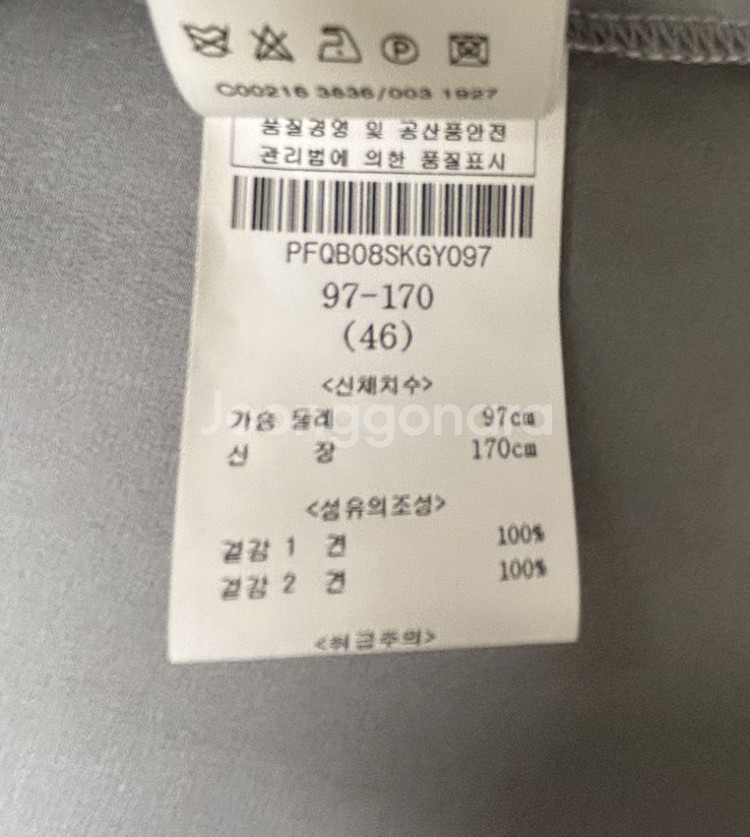 C00216 3836/003 1927
품질경영 및 공산품안전
관리법에 의한 품질표시
PFQB08SKGY097
97-170
(46)
<신체치수>
가슴 둘레 97cm
신 장 170cm
Joonggonara
<섬유의조성>
겉감 1 견 100%
겉감 2 견 100%
<취급주의>